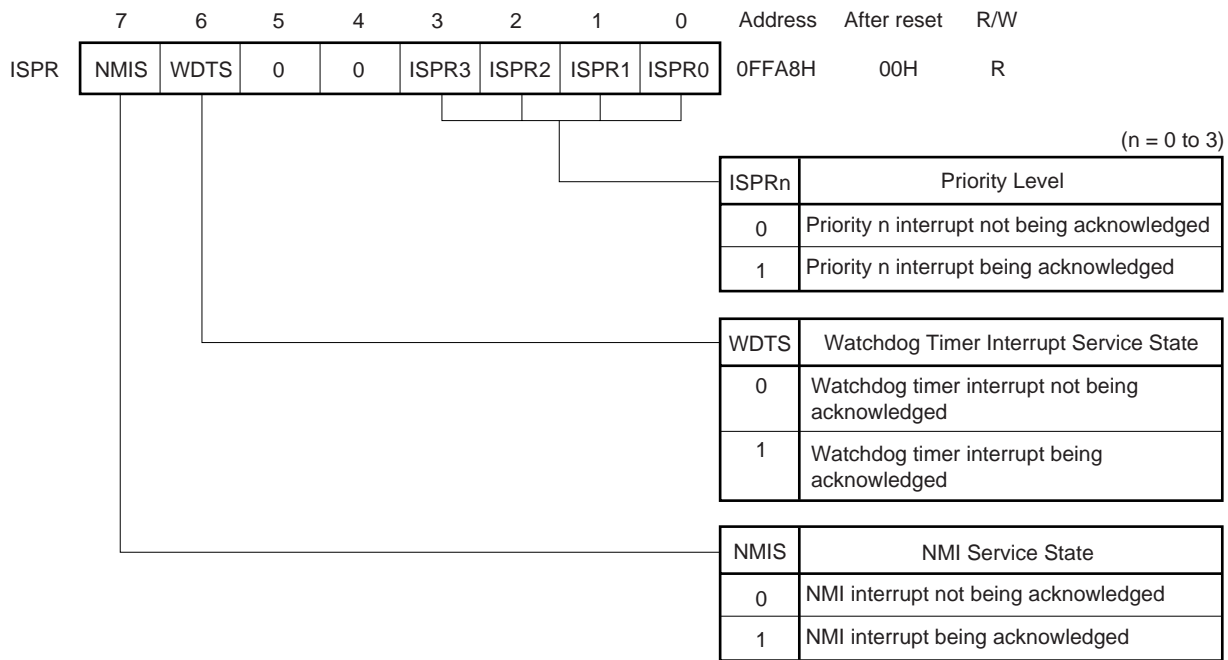 7 6 5 4 3 2 1 0 Address After reset R/W
ISPR NMIS WDTS 0 0 ISPR3 ISPR2 ISPR1 ISPR0 0FFA8H 00H R
(n = 0 to 3)
ISPRn Priority Level
0 Priority n interrupt not being acknowledged
1 Priority n interrupt being acknowledged
WDTS Watchdog Timer Interrupt Service State
0 Watchdog timer interrupt not being
acknowledged
1 Watchdog timer interrupt being
acknowledged
NMIS NMI Service State
0 NMI interrupt not being acknowledged
1 NMI interrupt being acknowledged